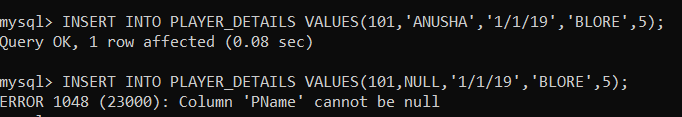 mysql> INSERT INTO PLAYER_DETAILS VALUES(101,'ANUSHA','1/1/19','BLORE',5);
Query OK, 1 row affected (0.08 sec)
mysql> INSERT INTO PLAYER_DETAILS VALUES(101,NULL,'1/1/19','BLORE',5);
ERROR 1048 (23000): Column 'PName' cannot be null